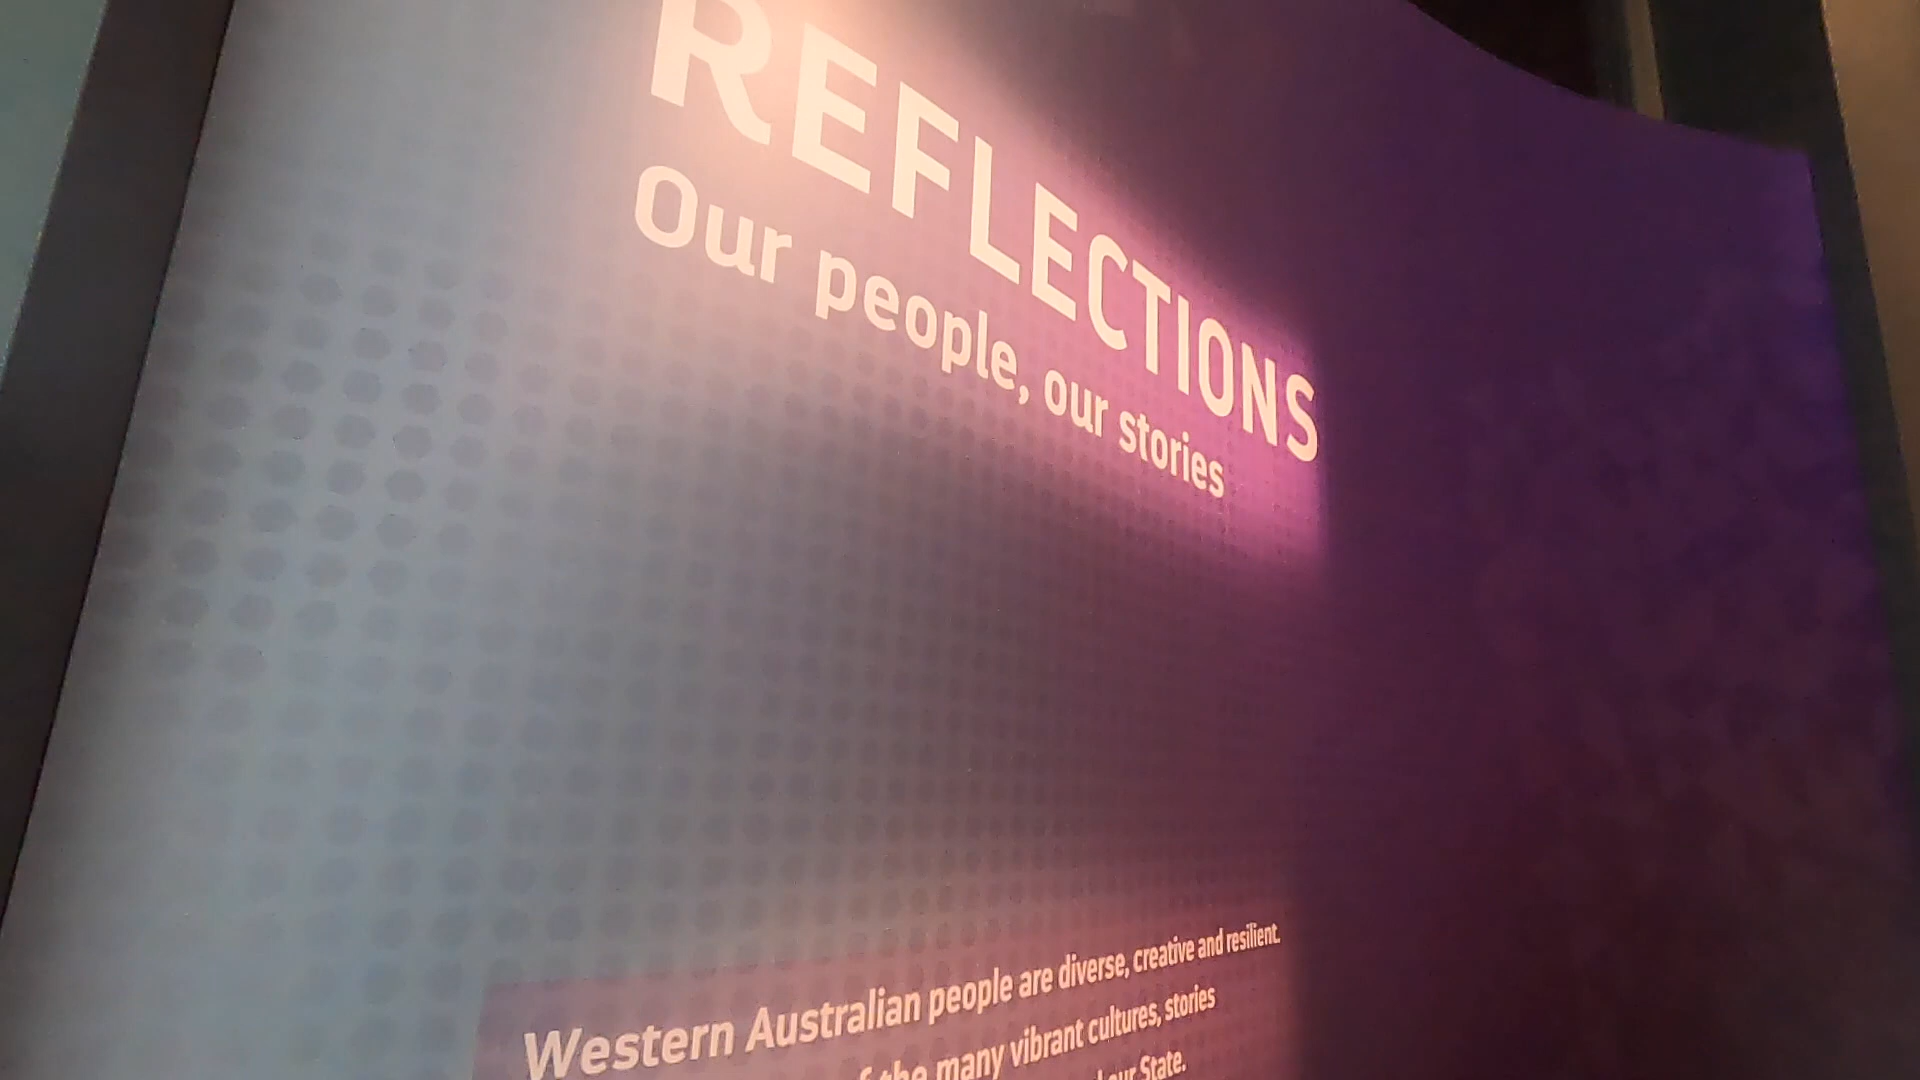 REFLECTIONS
Our people, our stories
Western Australian people are diverse, creative and resilient.
the many vibrant cultures, stories
our State.